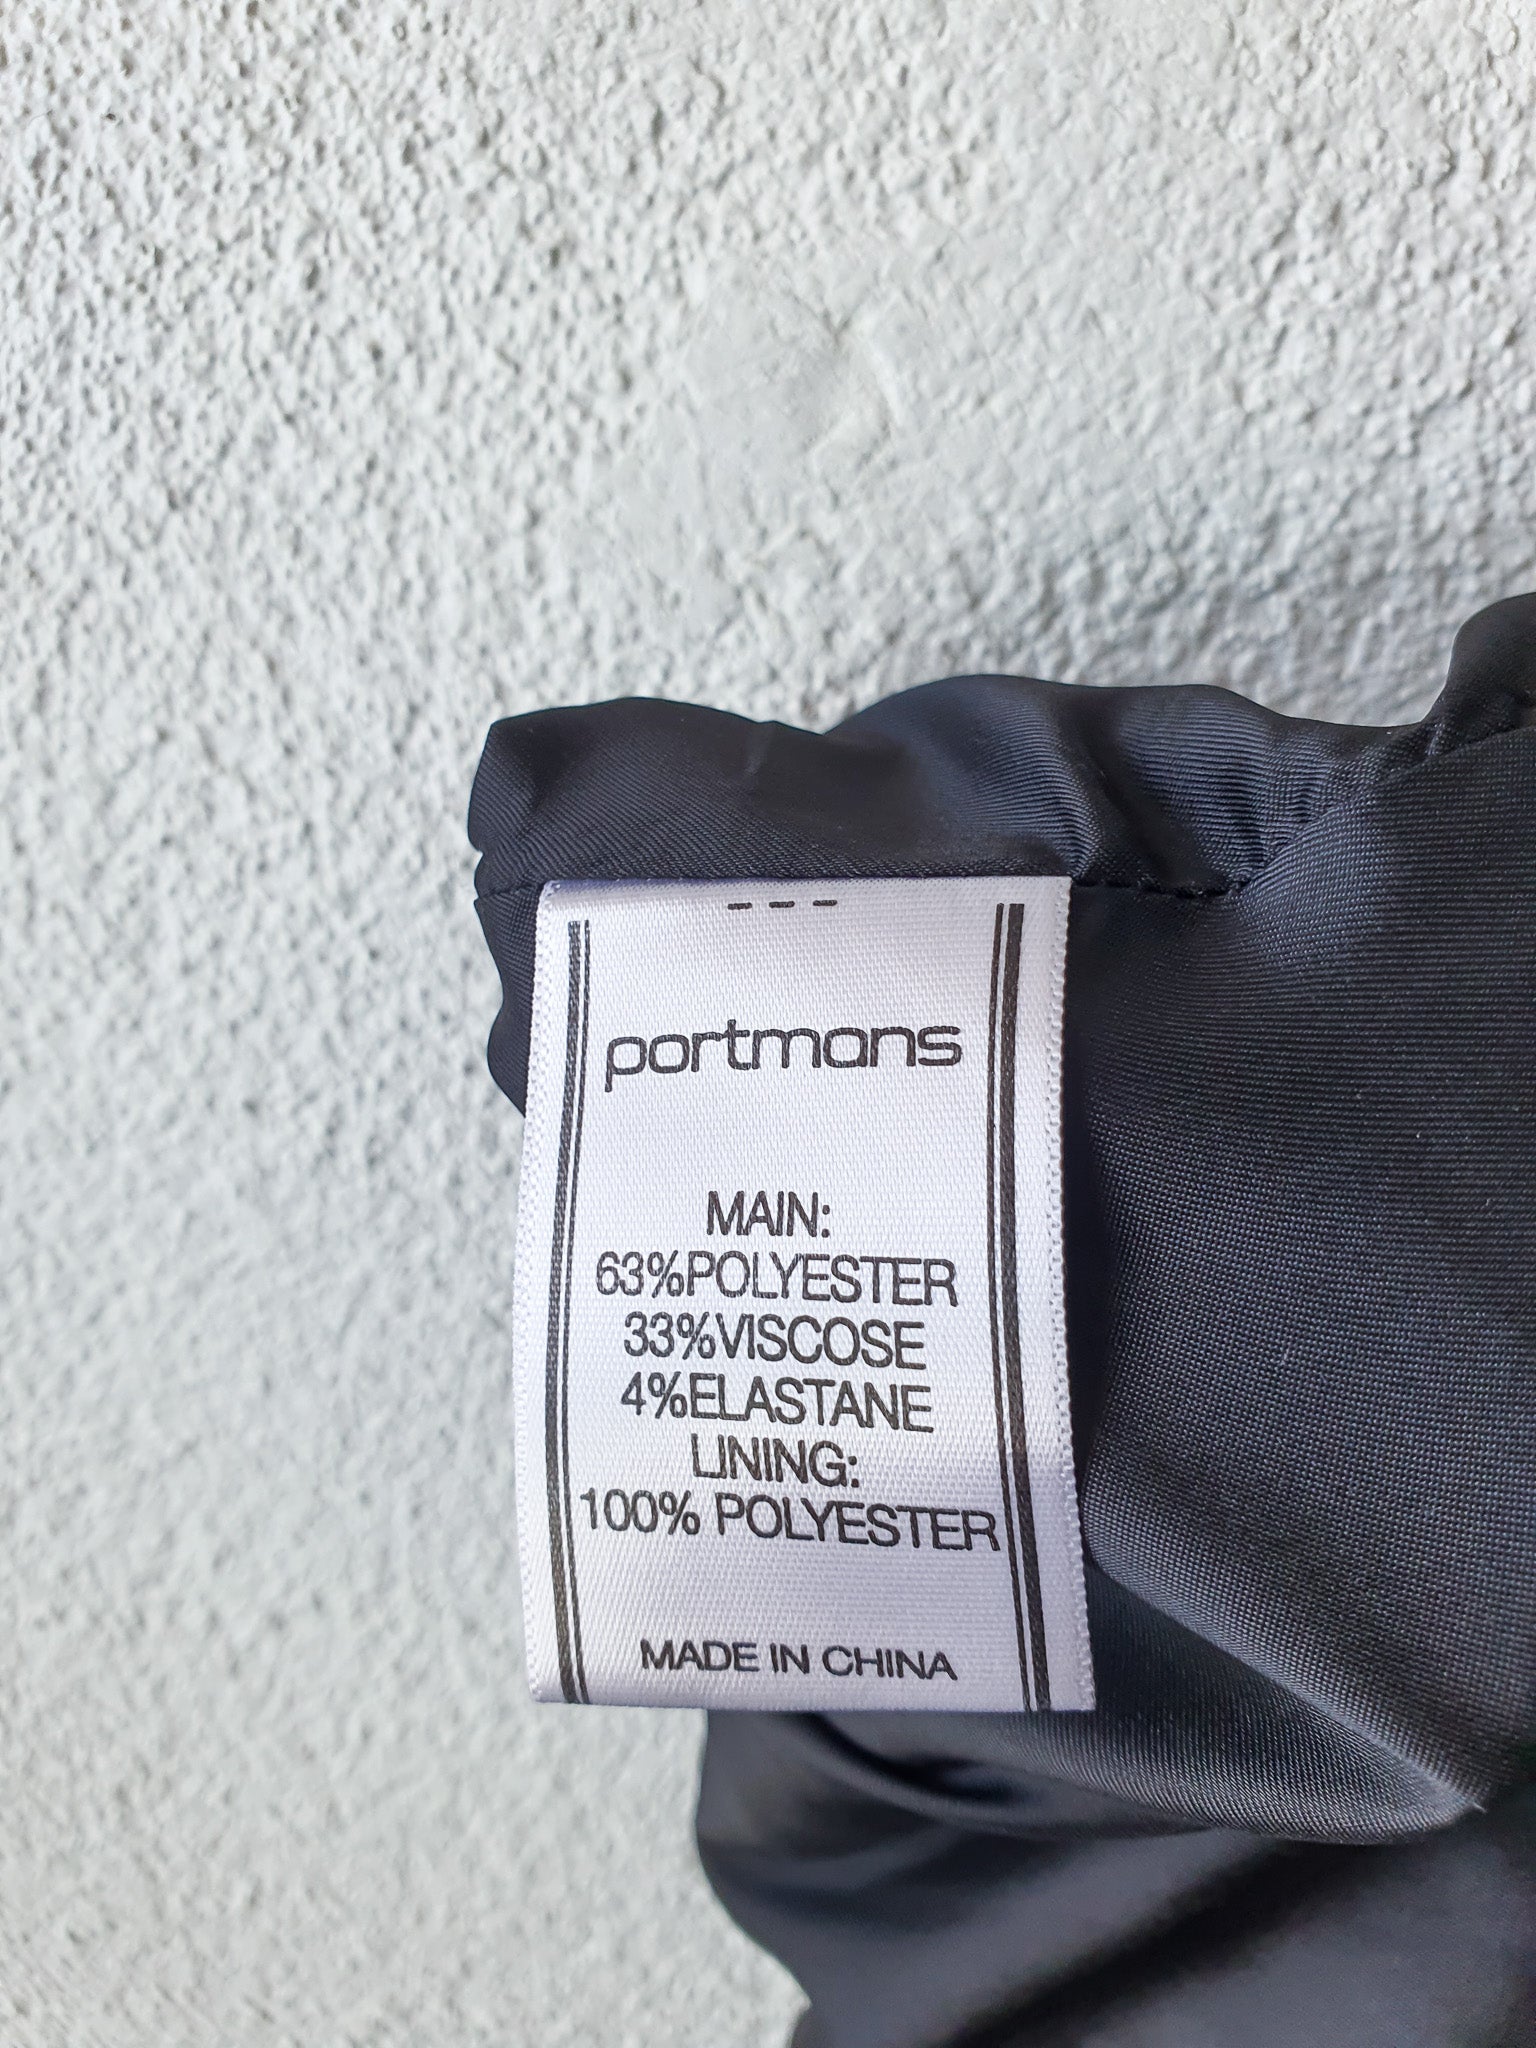 portmans
MAIN:
63%POLYESTER
33%VISCOSE
4%ELASTANE
LINING:
100% POLYESTER
MADE IN CHINA